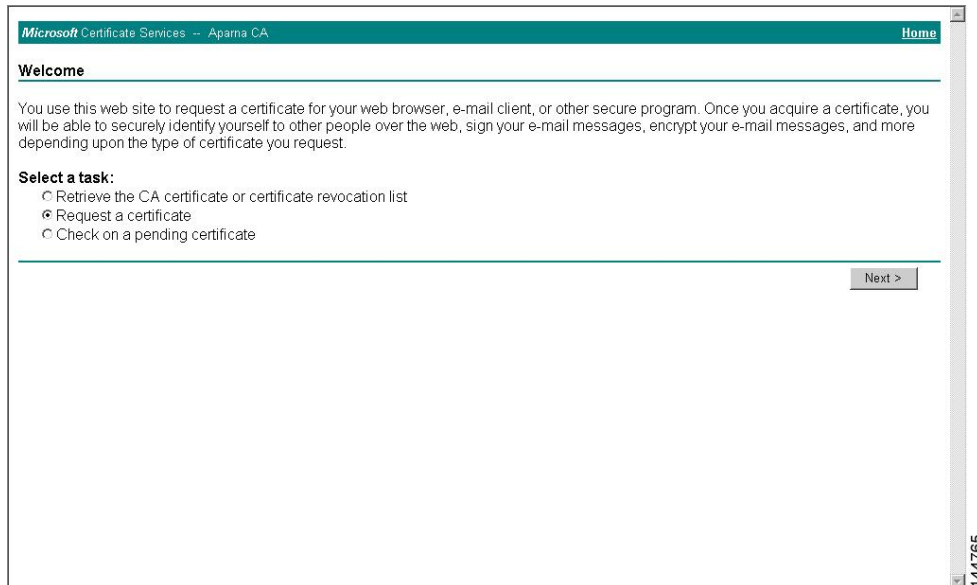 Microsoft Certificate Services -- Aparna CA Home
Welcome
You use this web site to request a certificate for your web browser, e-mail client, or other secure program. Once you acquire a certificate, you
will be able to securely identify yourself to other people over the web, sign your e-mail messages, encrypt your e-mail messages, and more
depending upon the type of certificate you request.
Select a task:
Retrieve the CA certificate or certificate revocation list
Request a certificate
Check on a pending certificate
Next >